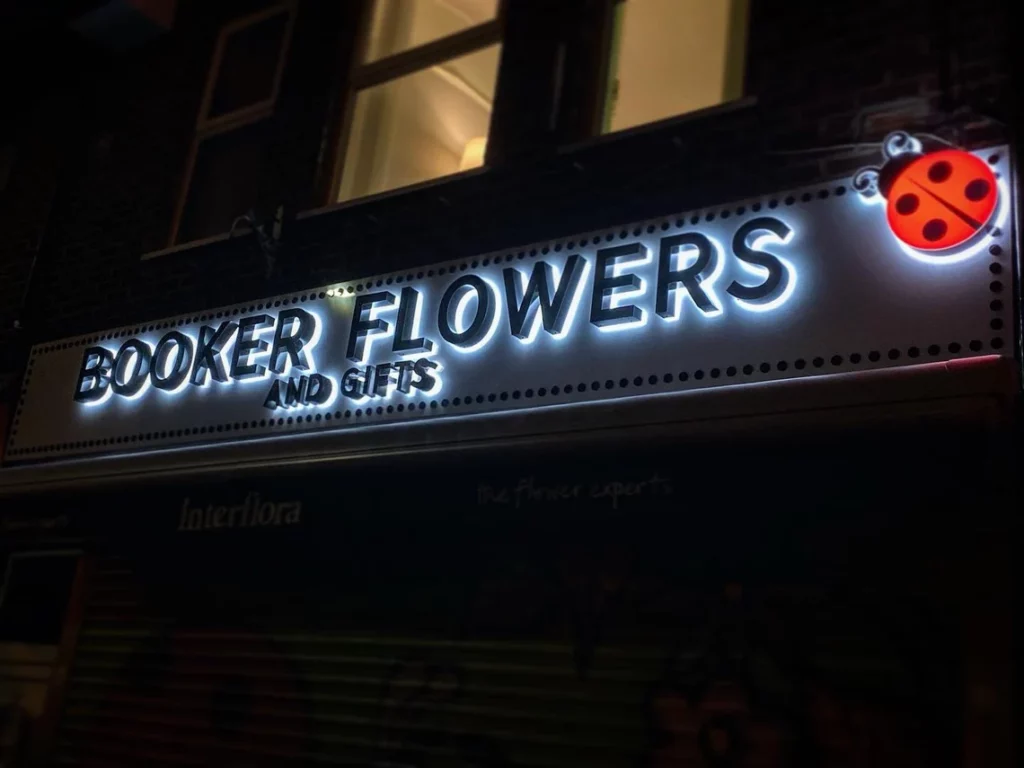 BOOKER FLOWERS
AND GIFTS
Interflora
the flower experts